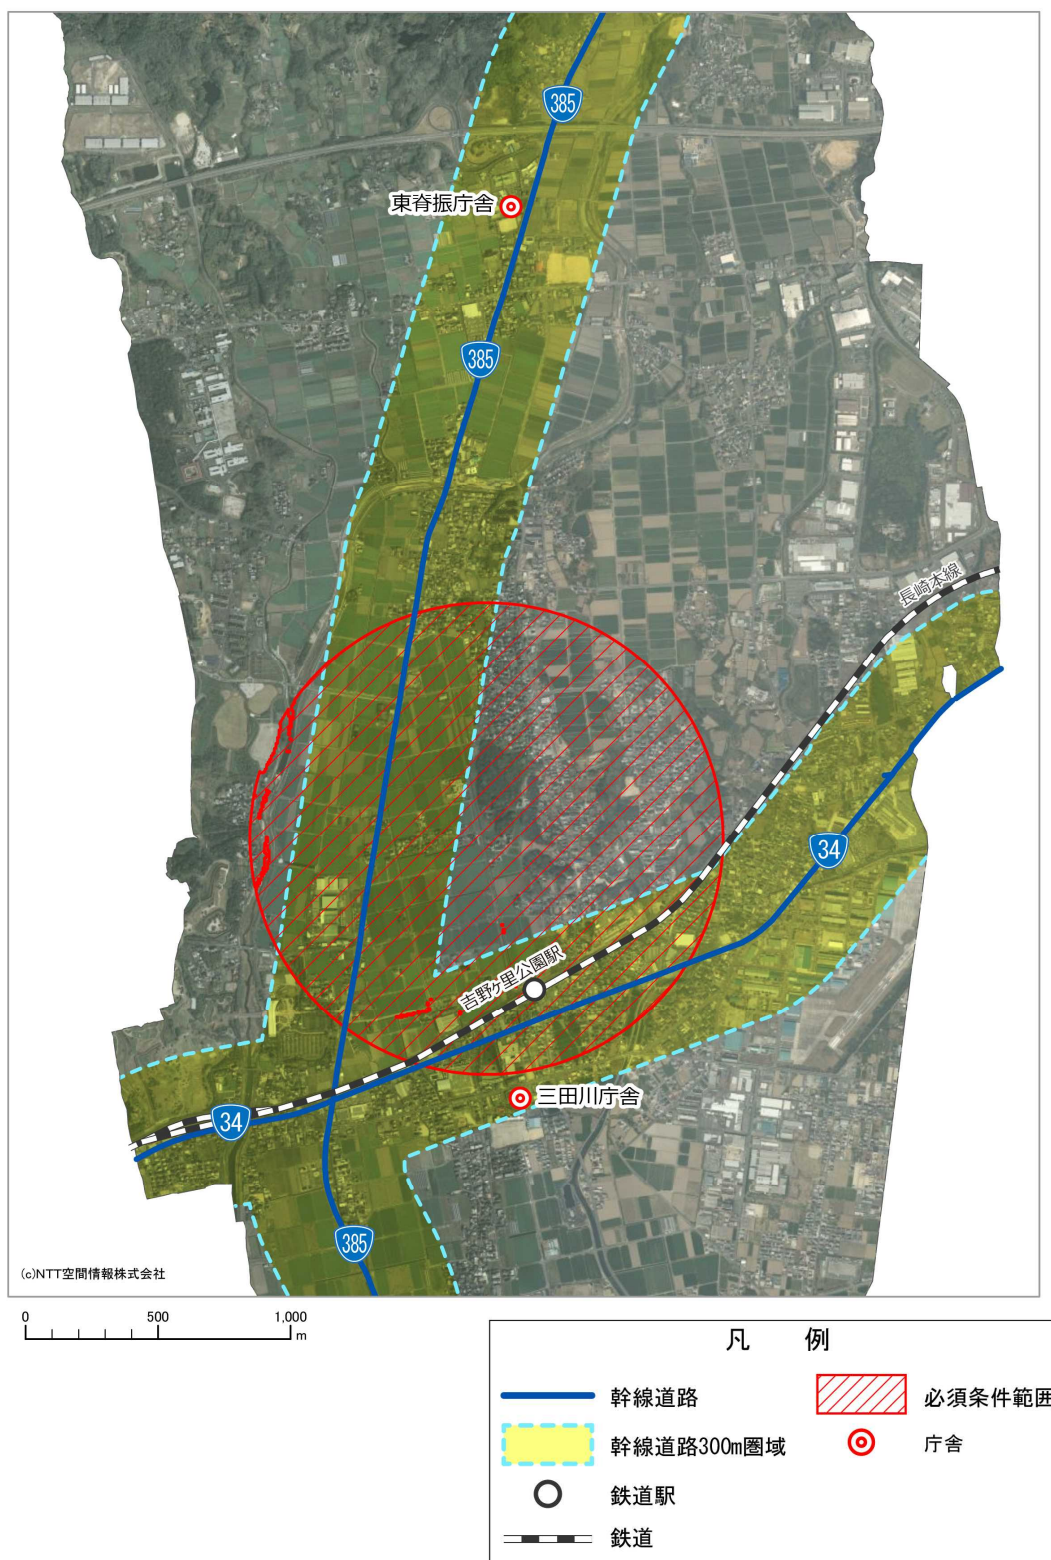 385
東脊振庁舎
385
長崎本線
34
吉野ヶ里公園駅
三田川庁舎
34
385
(c)NTT空間情報株式会社
0 500 1,000
m
凡 例
幹線道路
必須条件範囲
幹線道路300m圏域
庁舎
鉄道駅
鉄道